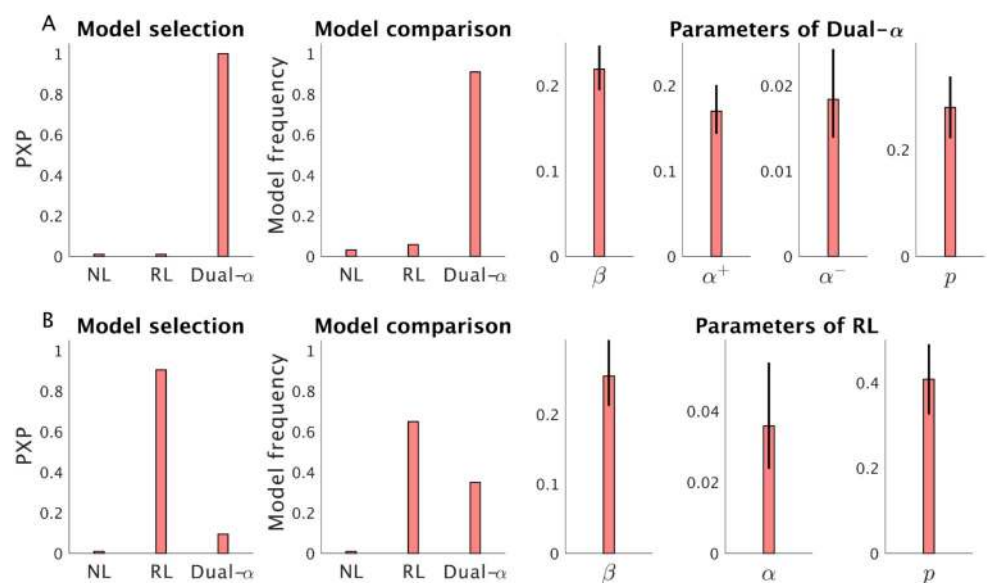 A
Model selection
PXP
1
0.8
0.6
0.4
0.2
0
NL RL Dual-α
Model comparison
Model frequency
1
0.8
0.6
0.4
0.2
0
NL RL Dual-α
Parameters of Dual-α
0.2
0.1
0
β
0.2
0.1
0
α⁺
0.02
0.01
0
α⁻
0.2
0
p
B
Model selection
PXP
1
0.8
0.6
0.4
0.2
0
NL RL Dual-α
Model comparison
Model frequency
1
0.8
0.6
0.4
0.2
0
NL RL Dual-α
Parameters of RL
0.2
0.1
0
β
0.04
0.02
0
α
0.4
0.2
0
p